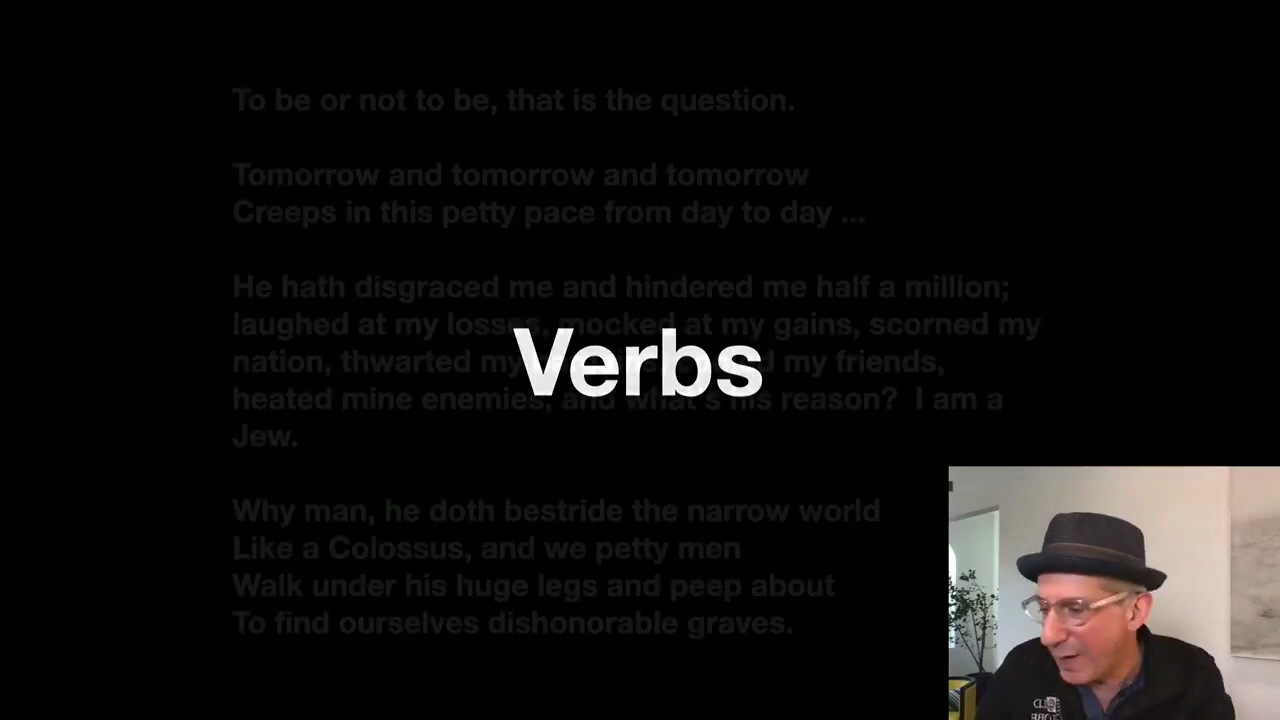 To be or not to be, that is the question.
Tomorrow and tomorrow and tomorrow
Creeps in this petty pace from day to day ...
He hath disgraced me and hindered me half a million;
laughed at my losses, mocked at my gains, scorned my
nation, thwarted my my friends,
heated mine enemies, and what's his reason? I am a
Jew.
Verbs
Why man, he doth bestride the narrow world
Like a Colossus, and we petty men
Walk under his huge legs and peep about
To find ourselves dishonorable graves.